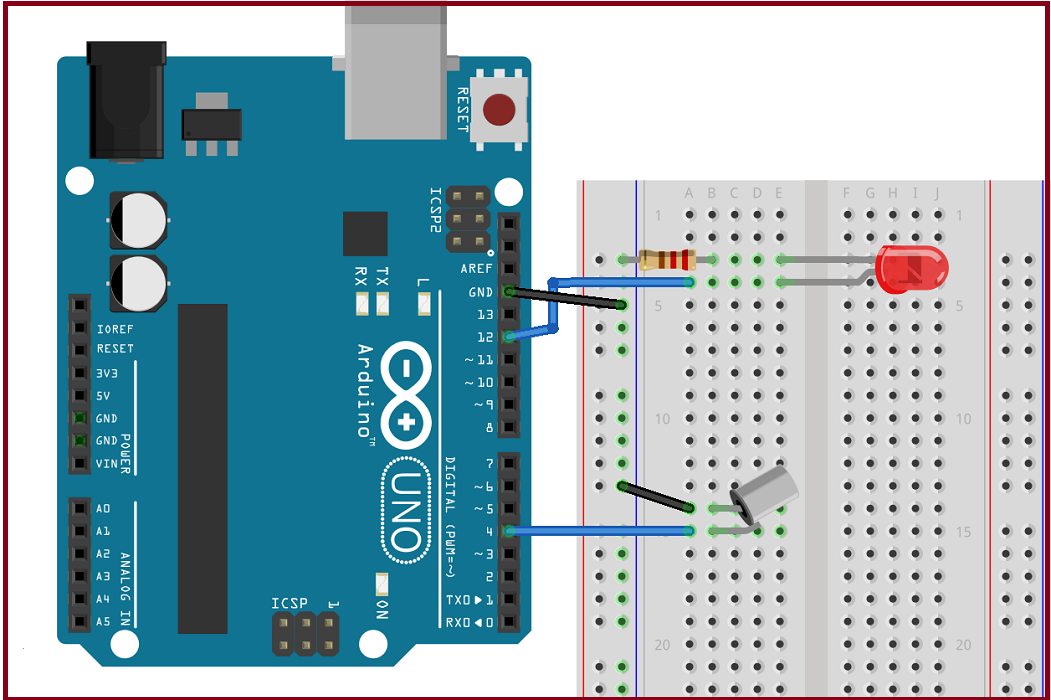 RESET
ICSP2
AREF
GND
13
12
~11
~10
~9
8
7
~6
~5
4
~3
2
TX0▶1
RX0◀0
DIGITAL (PWM=~)
RX
TX
L
Arduino™
UNO
ON
ICSP
1
IOREF
RESET
3V3
5V
GND
GND
VIN
POWER
A0
A1
A2
A3
A4
A5
ANALOG IN
A B C D E F G H I J
1 1
5 5
10 10
15 15
20 20